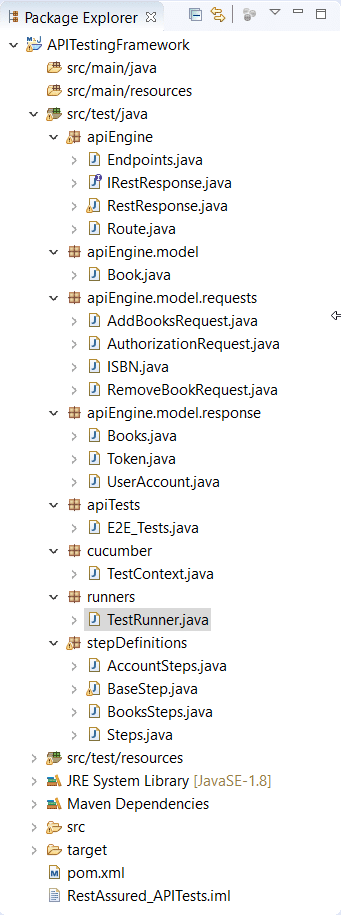 Package Explorer
APITestingFramework
src/main/java
src/main/resources
src/test/java
apiEngine
Endpoints.java
IRestResponse.java
RestResponse.java
Route.java
apiEngine.model
Book.java
apiEngine.model.requests
AddBooksRequest.java
AuthorizationRequest.java
ISBN.java
RemoveBookRequest.java
apiEngine.model.response
Books.java
Token.java
UserAccount.java
apiTests
E2E_Tests.java
cucumber
TestContext.java
runners
TestRunner.java
stepDefinitions
AccountSteps.java
BaseStep.java
BooksSteps.java
Steps.java
src/test/resources
JRE System Library [JavaSE-1.8]
Maven Dependencies
src
target
pom.xml
RestAssured_APITests.iml